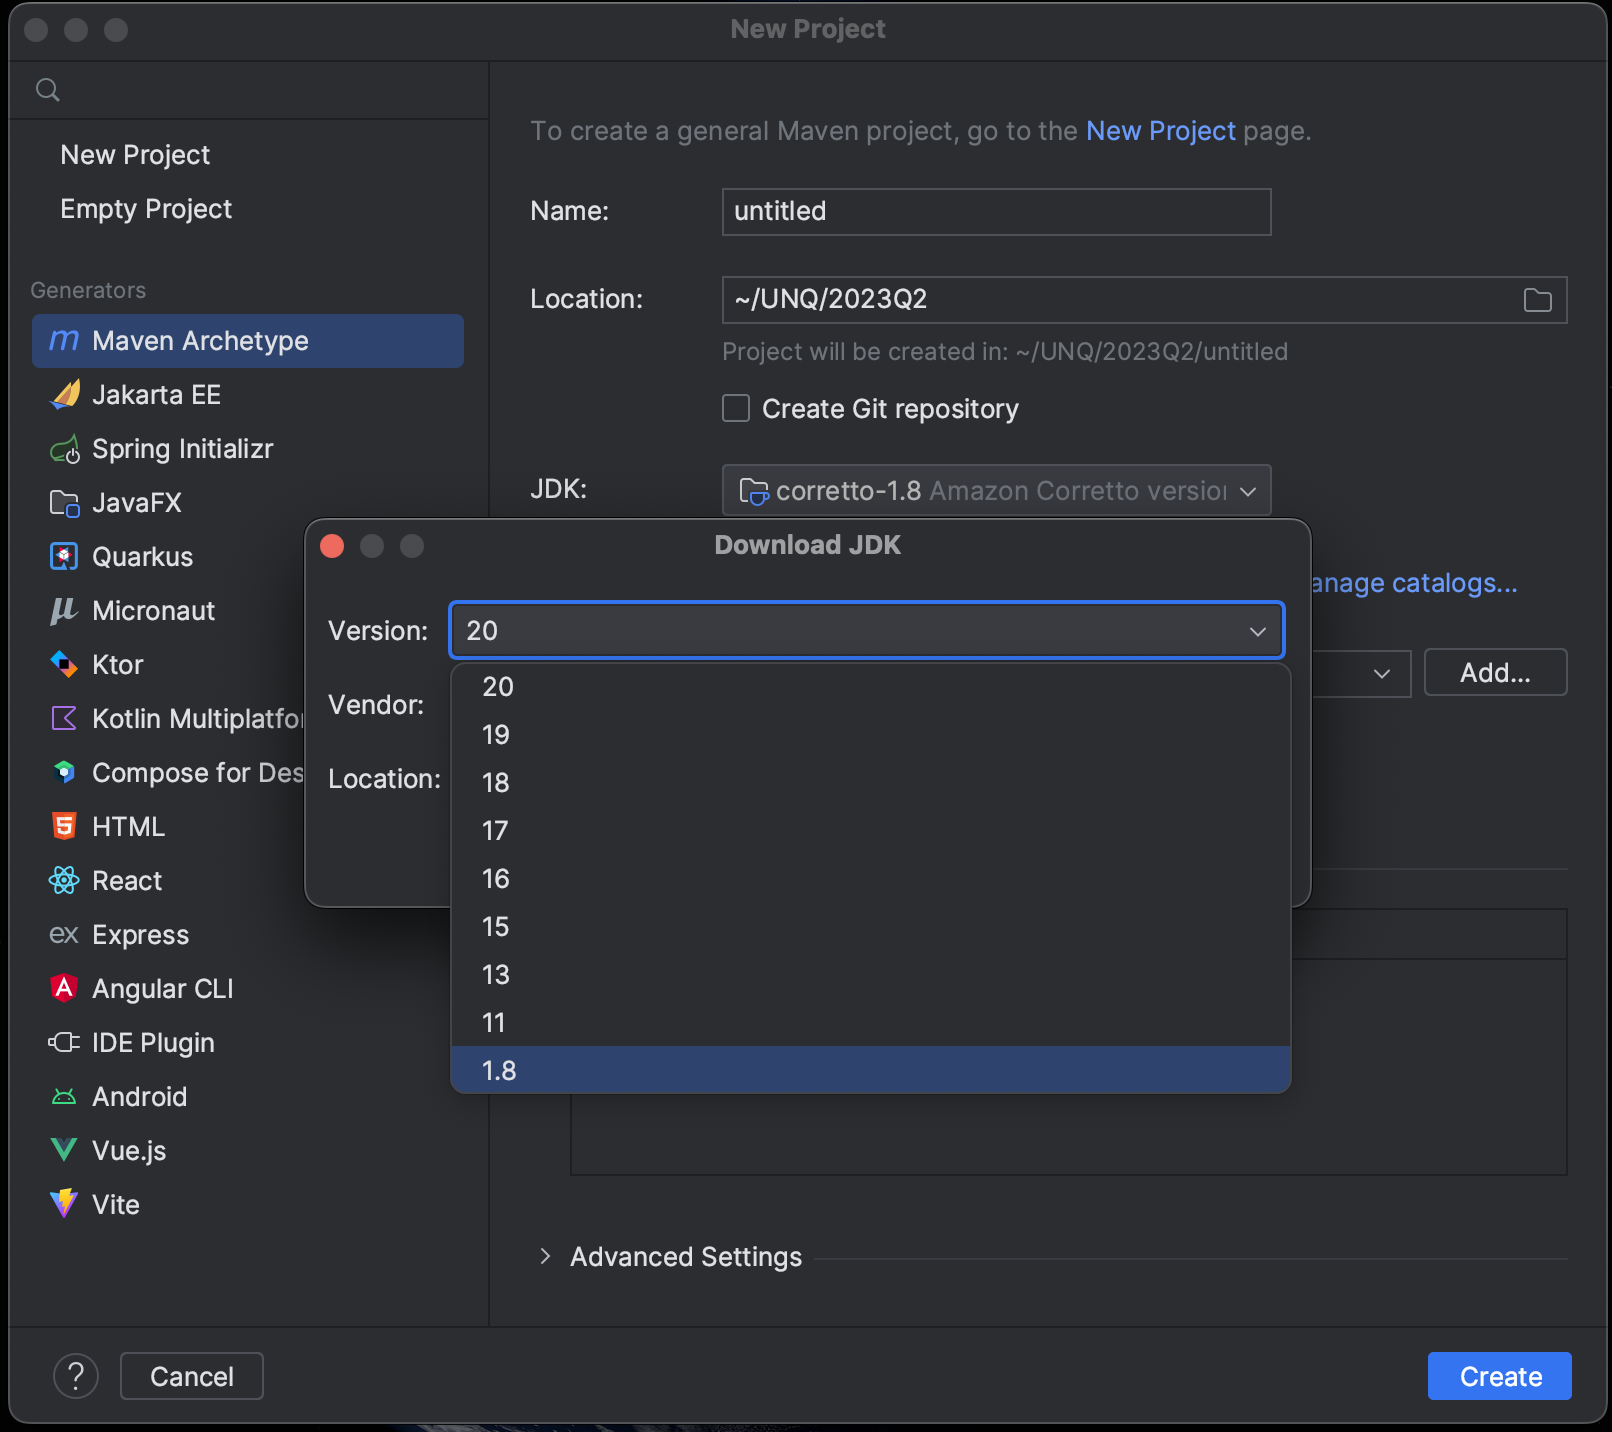 New Project
New Project
Empty Project
Generators
Maven Archetype
Jakarta EE
Spring Initializr
JavaFX
Quarkus
Micronaut
Ktor
Kotlin Multiplatfor
Compose for Des
HTML
React
ex Express
Angular CLI
IDE Plugin
Android
Vue.js
Vite
To create a general Maven project, go to the New Project page.
Name: untitled
Location: ~/UNQ/2023Q2
Project will be created in: ~/UNQ/2023Q2/untitled
Create Git repository
JDK: corretto-1.8 Amazon Corretto version
anage catalogs...
Add...
Download JDK
Version: 20
Vendor:
Location:
20
19
18
17
16
15
13
11
1.8
Advanced Settings
?
Cancel
Create